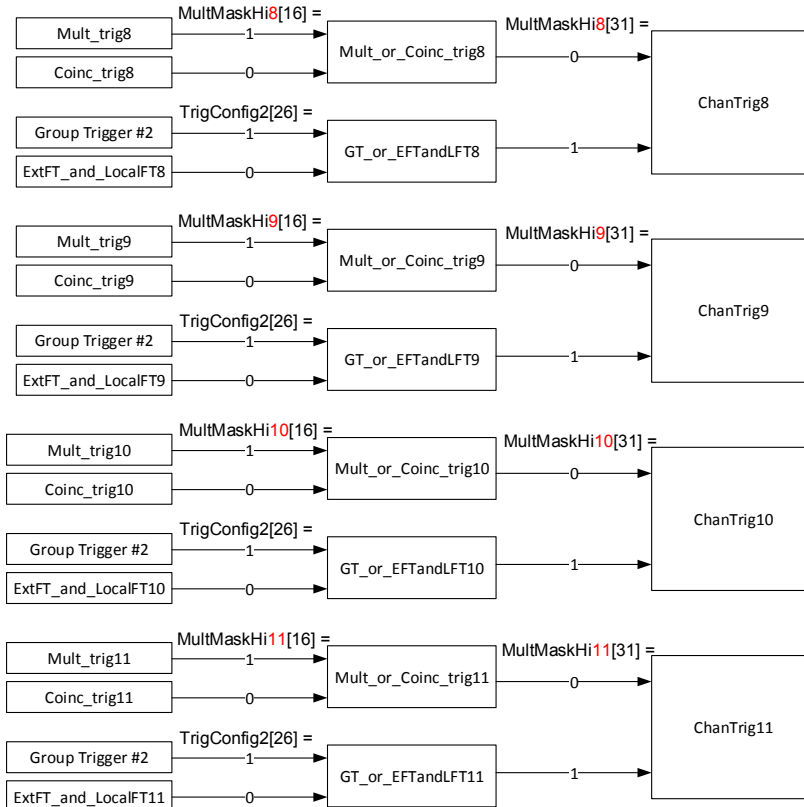 MultMaskHi8[16] =
MultMaskHi8[31] =
Mult_trig8
1
Mult_or_Coinc_trig8
0
Coinc_trig8
0
ChanTrig8
TrigConfig2[26] =
Group Trigger #2
1
GT_or_EFTandLFT8
1
ExtFT_and_LocalFT8
0
MultMaskHi9[16] =
MultMaskHi9[31] =
Mult_trig9
1
Mult_or_Coinc_trig9
0
Coinc_trig9
0
ChanTrig9
TrigConfig2[26] =
Group Trigger #2
1
GT_or_EFTandLFT9
1
ExtFT_and_LocalFT9
0
MultMaskHi10[16] =
MultMaskHi10[31] =
Mult_trig10
1
Mult_or_Coinc_trig10
0
Coinc_trig10
0
ChanTrig10
TrigConfig2[26] =
Group Trigger #2
1
GT_or_EFTandLFT10
1
ExtFT_and_LocalFT10
0
MultMaskHi11[16] =
MultMaskHi11[31] =
Mult_trig11
1
Mult_or_Coinc_trig11
0
Coinc_trig11
0
ChanTrig11
TrigConfig2[26] =
Group Trigger #2
1
GT_or_EFTandLFT11
1
ExtFT_and_LocalFT11
0